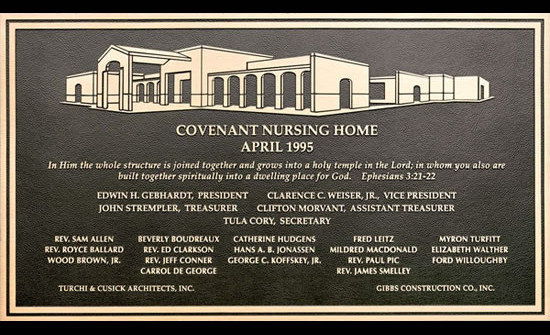 COVENANT NURSING HOME
APRIL 1995
In Him the whole structure is joined together and grows into a holy temple in the Lord; in whom you also are
built together spiritually into a dwelling place for God. Ephesians 3:21-22
EDWIN H. GEBHARDT, PRESIDENT CLARENCE C. WEISER, JR., VICE PRESIDENT
JOHN STREMPLER, TREASURER CLIFTON MORVANT, ASSISTANT TREASURER
TULA CORY, SECRETARY
REV. SAM ALLEN BEVERLY BOUDREAUX CATHERINE HUDGENS FRED LEITZ MYRON TURFITT
REV. ROYCE BALLARD REV. ED CLARKSON HANS A. B. JONASSEN MILDRED MACDONALD ELIZABETH WALTHER
WOOD BROWN, JR. REV. JEFF CONNER GEORGE C. KOFFSKEY, JR. REV. PAUL PIC FORD WILLOUGHBY
CARROL DE GEORGE REV. JAMES SMELLEY
TURCHI & CUSICK ARCHITECTS, INC. GIBBS CONSTRUCTION CO., INC.